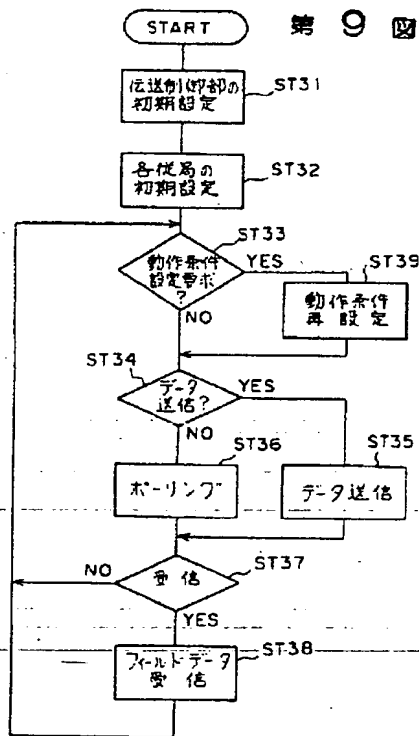 START
第 9 図
伝送制御部の
初期設定
ST31
各従局の
初期設定
ST32
ST33
動作条件
設定要求
?
YES
NO
ST39
動作条件
再設定
ST34
データ
送信?
YES
NO
ST36
ポーリング
ST35
データ送信
NO
受信
ST37
YES
ST38
フィールドデータ
受信